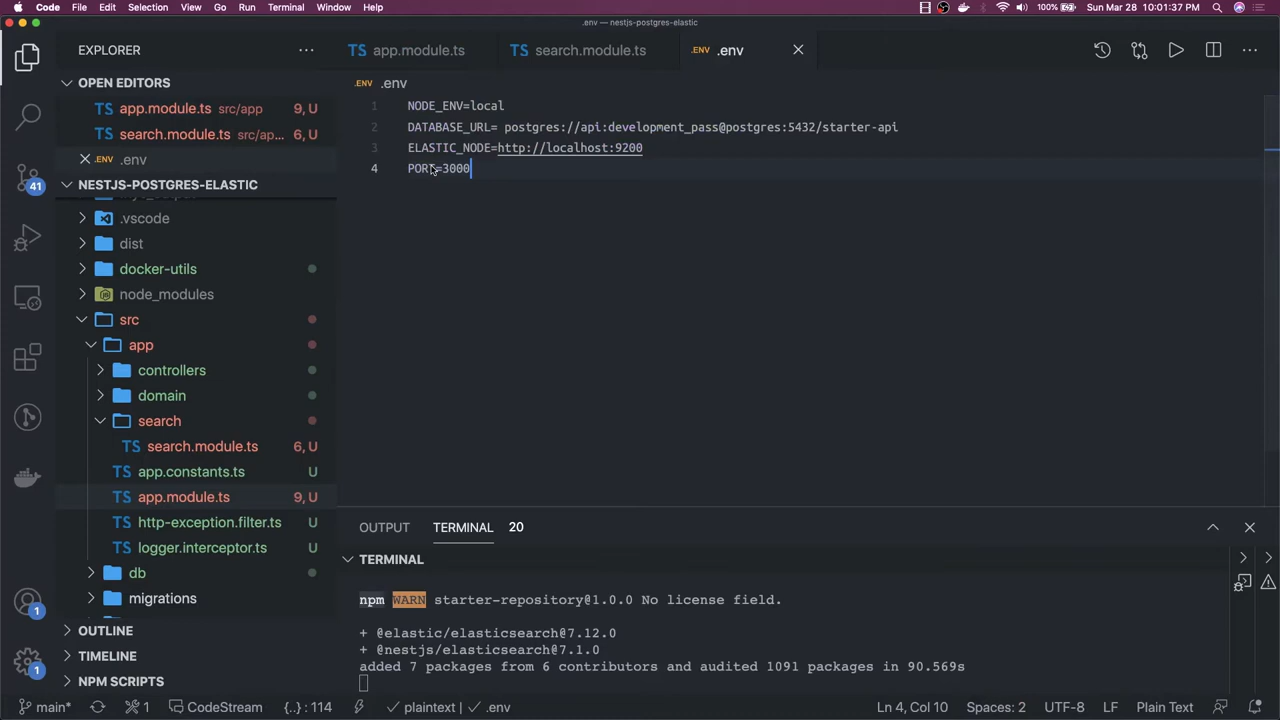 Code File Edit Selection View Go Run Terminal Window Help 100% Sun Mar 28 10:01:37 PM
.env — nestjs-postgres-elastic
EXPLORER
TS app.module.ts
TS search.module.ts
.ENV .env
OPEN EDITORS
TS app.module.ts src/app 9, U
TS search.module.ts src/ap... 6, U
.ENV .env
.ENV .env
1 NODE_ENV=local
2 DATABASE_URL= postgres://api:development_pass@postgres:5432/starter-api
3 ELASTIC_NODE=http://localhost:9200
4 PORT=3000
41
NESTJS-POSTGRES-ELASTIC
.vscode
dist
docker-utils
node_modules
src
app
controllers
domain
search
TS search.module.ts 6, U
TS app.constants.ts U
TS app.module.ts 9, U
TS http-exception.filter.ts U
TS logger.interceptor.ts U
db
migrations
1
OUTLINE
TIMELINE
1
NPM SCRIPTS
OUTPUT TERMINAL 20
TERMINAL
npm WARN starter-repository@1.0.0 No license field.
+ @elastic/elasticsearch@7.12.0
+ @nestjs/elasticsearch@7.1.0
added 7 packages from 6 contributors and audited 1091 packages in 90.569s
main* 1 CodeStream {..} : 114 plaintext .env Ln 4, Col 10 Spaces: 2 UTF-8 LF Plain Text